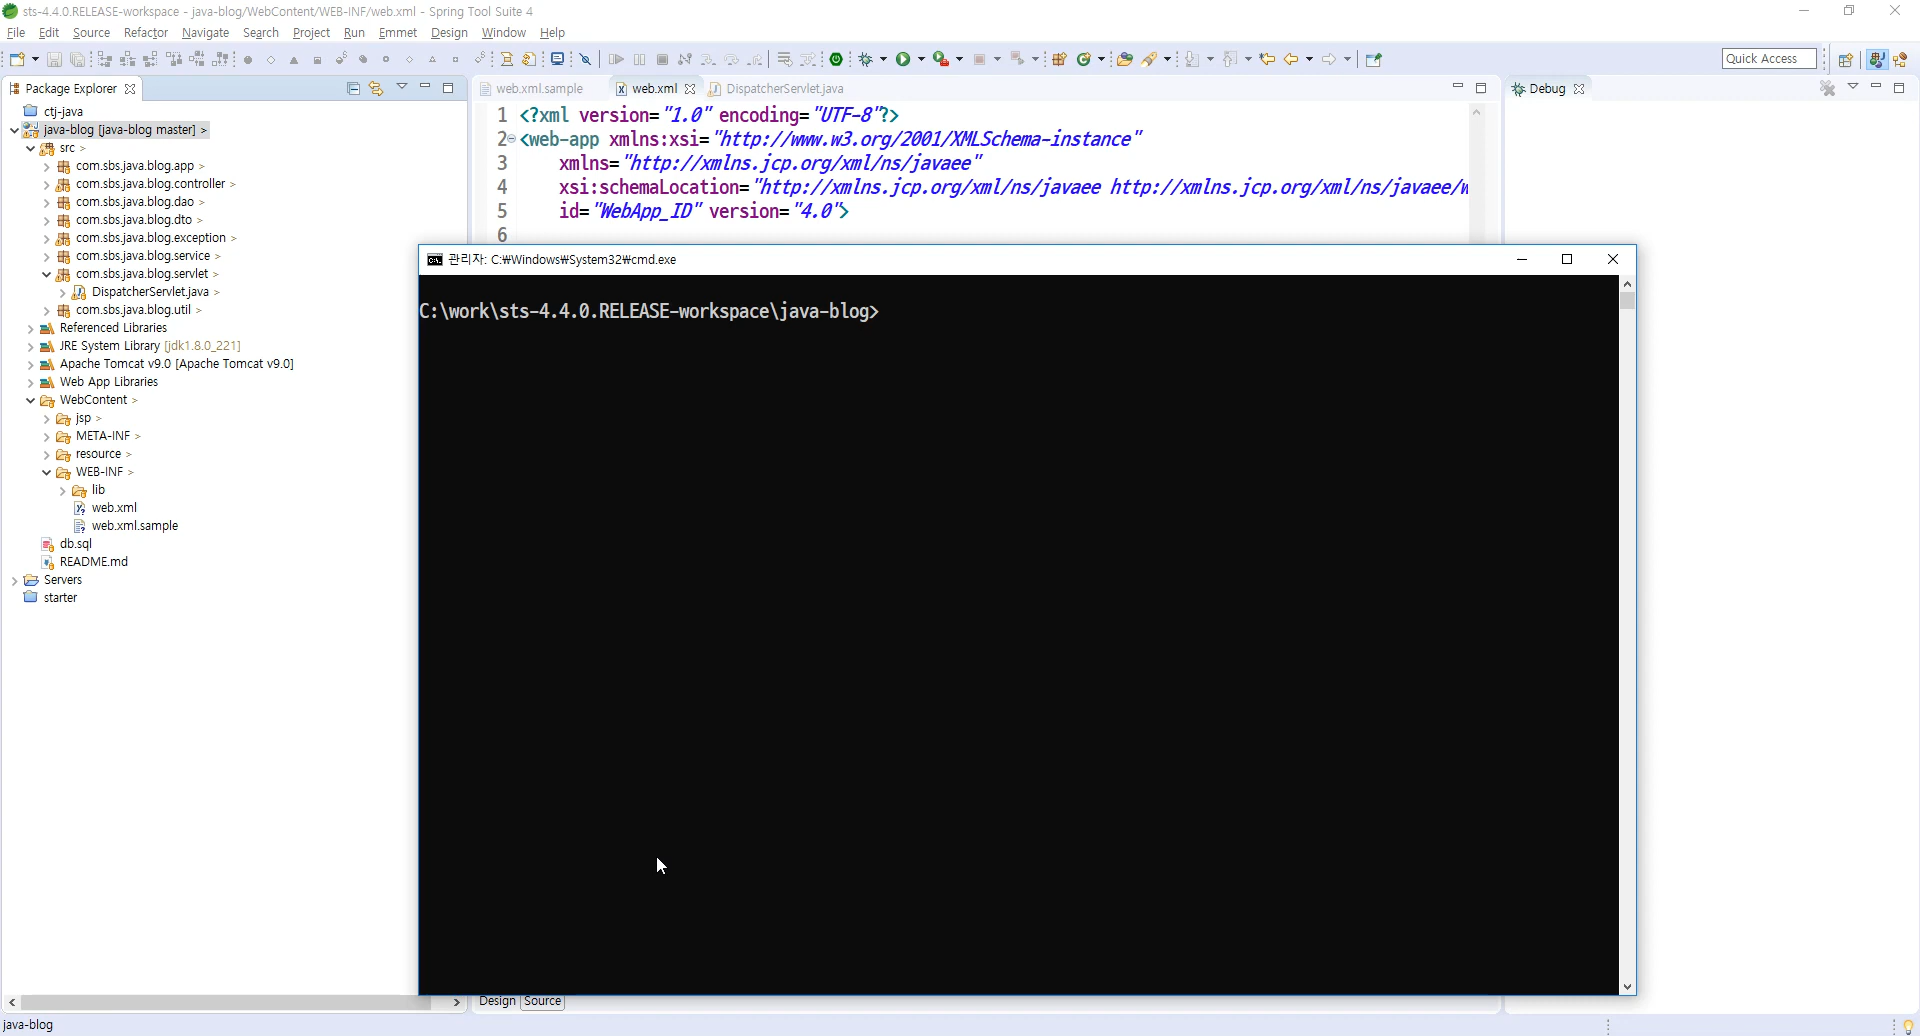 sts-4.4.0.RELEASE-workspace - java-blog/WebContent/WEB-INF/web.xml - Spring Tool Suite 4
File Edit Source Refactor Navigate Search Project Run Emmet Design Window Help
Quick Access
Package Explorer
web.xml.sample
web.xml
DispatcherServlet.java
Debug
ctj-java
java-blog [java-blog master] >
src >
com.sbs.java.blog.app >
com.sbs.java.blog.controller >
com.sbs.java.blog.dao >
com.sbs.java.blog.dto >
com.sbs.java.blog.exception >
com.sbs.java.blog.service >
com.sbs.java.blog.servlet >
DispatcherServlet.java >
com.sbs.java.blog.util >
Referenced Libraries
JRE System Library [jdk1.8.0_221]
Apache Tomcat v9.0 [Apache Tomcat v9.0]
Web App Libraries
WebContent >
jsp >
META-INF >
resource >
WEB-INF >
lib
web.xml
web.xml.sample
db.sql
README.md
Servers
starter
1 <?xml version="1.0" encoding="UTF-8"?>
2 <web-app xmlns:xsi="http://www.w3.org/2001/XMLSchema-instance"
3 xmlns="http://xmlns.jcp.org/xml/ns/javaee"
4 xsi:schemaLocation="http://xmlns.jcp.org/xml/ns/javaee http://xmlns.jcp.org/xml/ns/javaee/w
5 id="WebApp_ID" version="4.0">
6
관리자: C:₩Windows₩System32₩cmd.exe
C:\work\sts-4.4.0.RELEASE-workspace\java-blog>
Design Source
java-blog